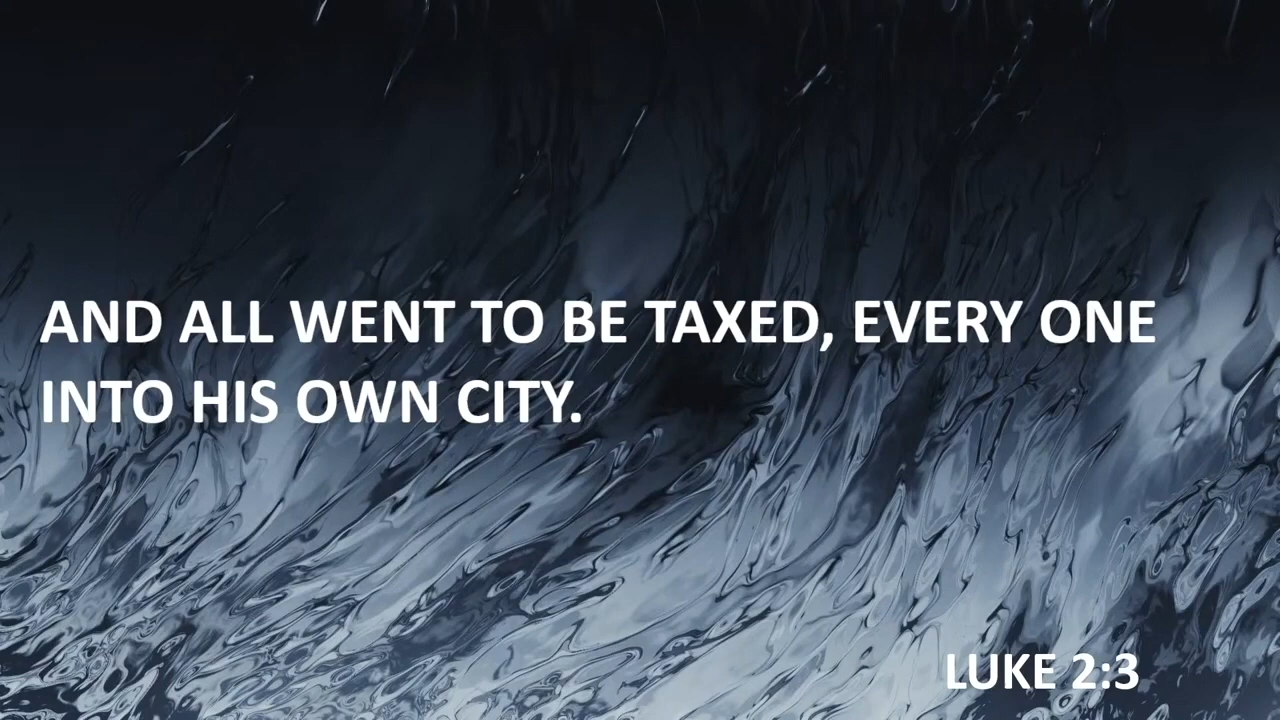 AND ALL WENT TO BE TAXED, EVERY ONE
INTO HIS OWN CITY.
LUKE 2:3